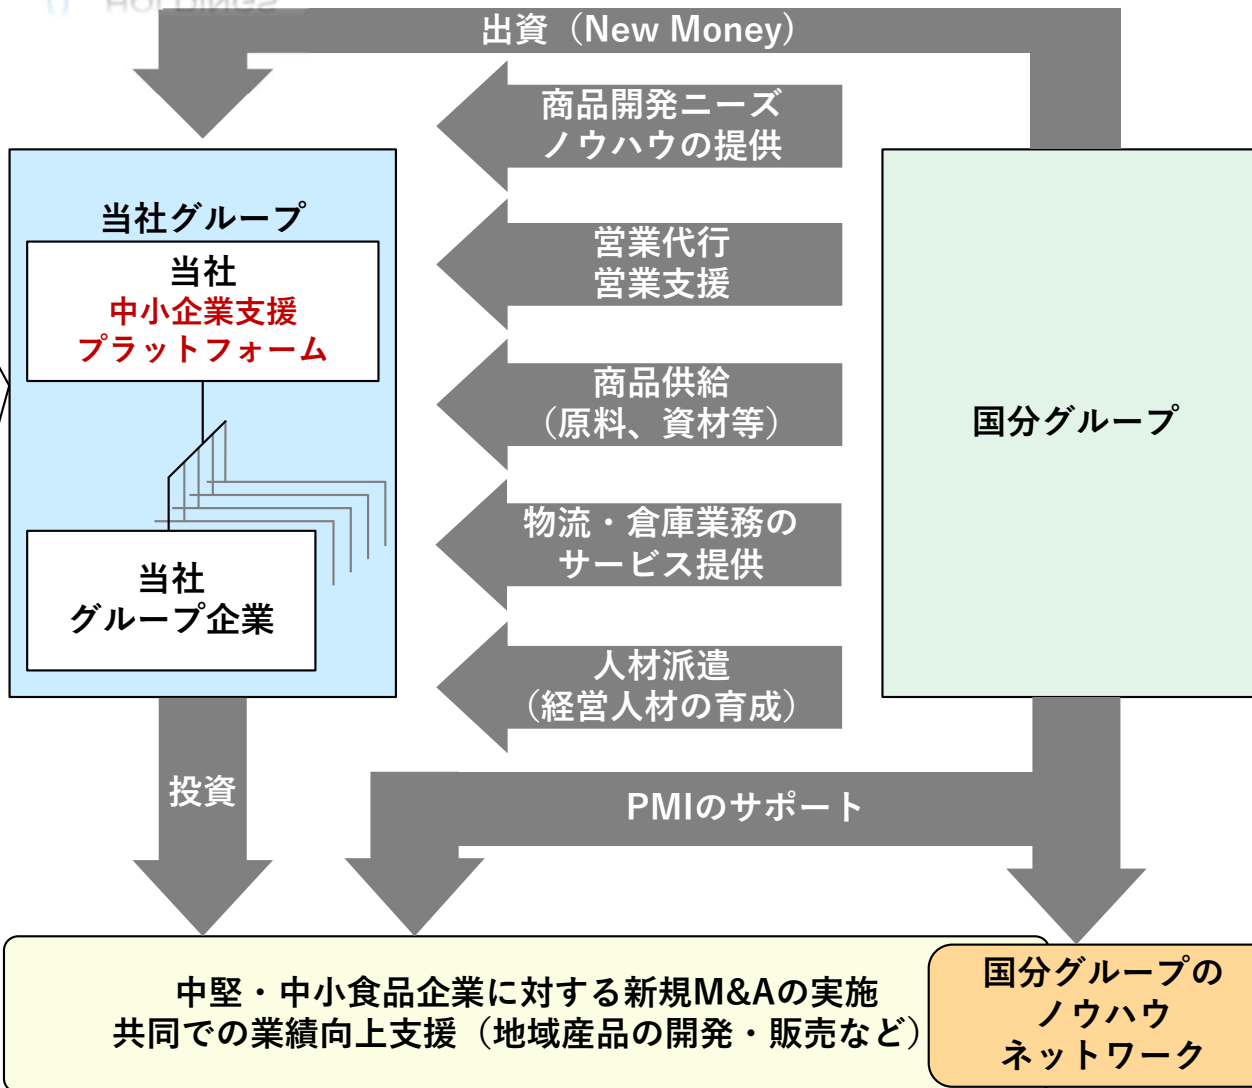 HOLDINGS
出資（New Money）
商品開発ニーズ
ノウハウの提供
当社グループ
当社
中小企業支援
プラットフォーム
営業代行
営業支援
商品供給
（原料、資材等）
国分グループ
物流・倉庫業務の
サービス提供
当社
グループ企業
人材派遣
（経営人材の育成）
投資
PMIのサポート
中堅・中小食品企業に対する新規M&Aの実施
共同での業績向上支援（地域産品の開発・販売など）
国分グループの
ノウハウ
ネットワーク